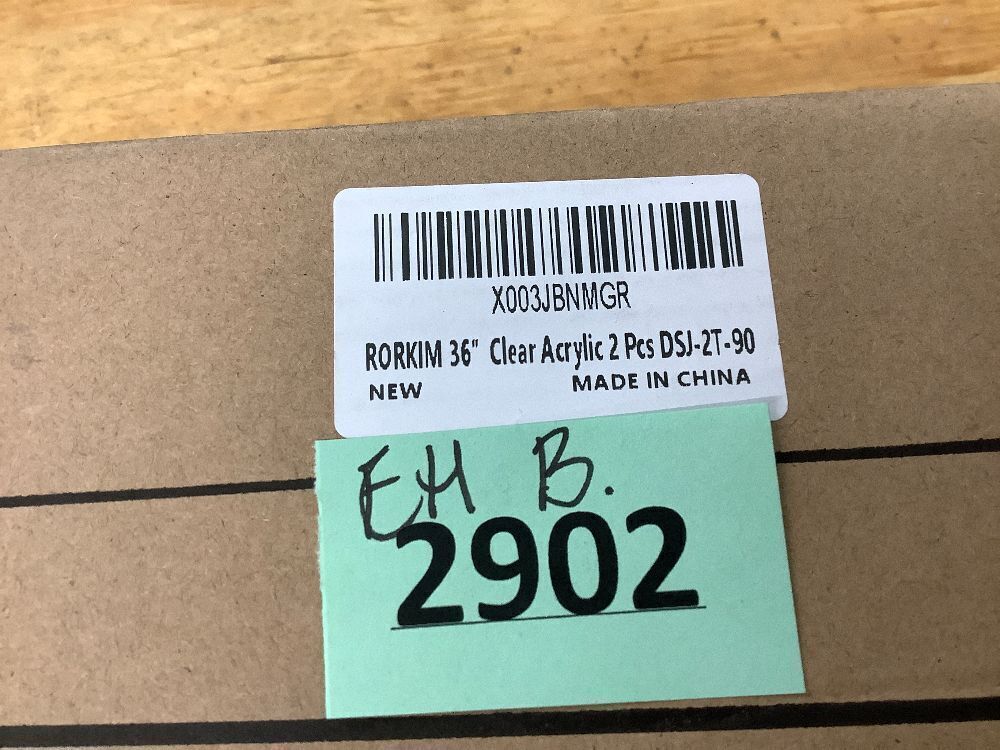 X003JBNMGR
RORKIM 36" Clear Acrylic 2 Pcs DSJ-2T-90
NEW MADE IN CHINA
EH B.
2902